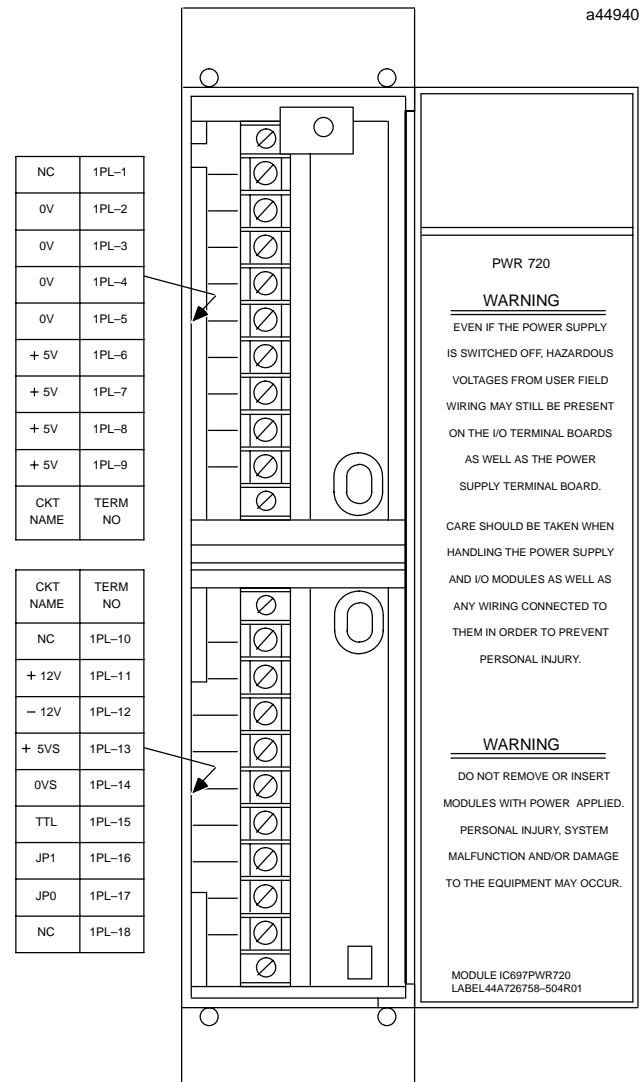 a44940
NC 1PL–1
0V 1PL–2
0V 1PL–3
0V 1PL–4
0V 1PL–5
+ 5V 1PL–6
+ 5V 1PL–7
+ 5V 1PL–8
+ 5V 1PL–9
CKT TERM
NAME NO
CKT TERM
NAME NO
NC 1PL–10
+ 12V 1PL–11
– 12V 1PL–12
+ 5VS 1PL–13
0VS 1PL–14
TTL 1PL–15
JP1 1PL–16
JP0 1PL–17
NC 1PL–18
PWR 720
WARNING
EVEN IF THE POWER SUPPLY
IS SWITCHED OFF, HAZARDOUS
VOLTAGES FROM USER FIELD
WIRING MAY STILL BE PRESENT
ON THE I/O TERMINAL BOARDS
AS WELL AS THE POWER
SUPPLY TERMINAL BOARD.
CARE SHOULD BE TAKEN WHEN
HANDLING THE POWER SUPPLY
AND I/O MODULES AS WELL AS
ANY WIRING CONNECTED TO
THEM IN ORDER TO PREVENT
PERSONAL INJURY.
WARNING
DO NOT REMOVE OR INSERT
MODULES WITH POWER APPLIED.
PERSONAL INJURY, SYSTEM
MALFUNCTION AND/OR DAMAGE
TO THE EQUIPMENT MAY OCCUR.
MODULE IC697PWR720
LABEL44A726758–504R01